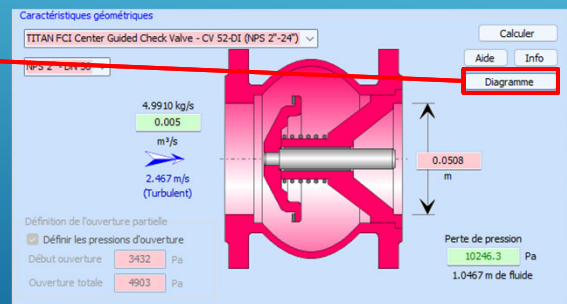 Caractéristiques géométriques
TITAN FCI Center Guided Check Valve - CV 52-DI (NPS 2"-24")
Calculer
Aide Info
NPS 2" - DN 50
Diagramme
4.9910 kg/s
0.005
m³/s
2.467 m/s
(Turbulent)
0.0508
m
Définition de l'ouverture partielle
Définir les pressions d'ouverture
Début ouverture 3432 Pa
Ouverture totale 4903 Pa
Perte de pression
10246.3 Pa
1.0467 m de fluide